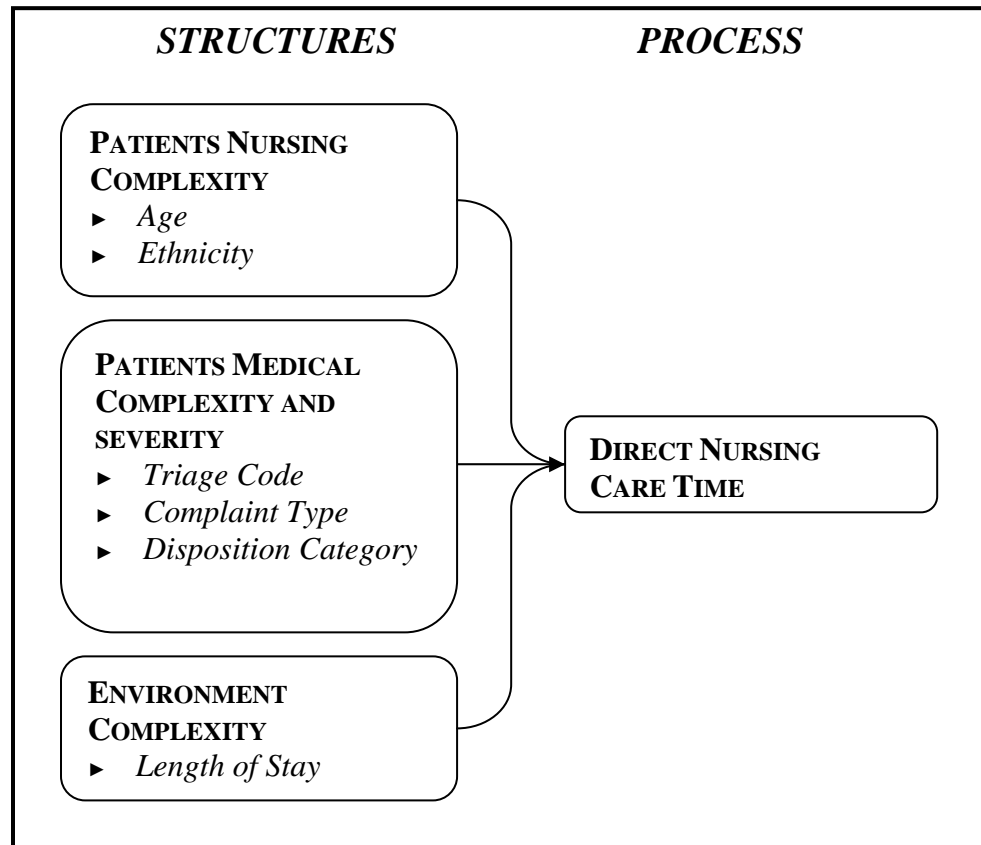 STRUCTURES PROCESS
PATIENTS NURSING
COMPLEXITY
► Age
► Ethnicity
PATIENTS MEDICAL
COMPLEXITY AND
SEVERITY
► Triage Code
► Complaint Type
► Disposition Category
ENVIRONMENT
COMPLEXITY
► Length of Stay
DIRECT NURSING
CARE TIME